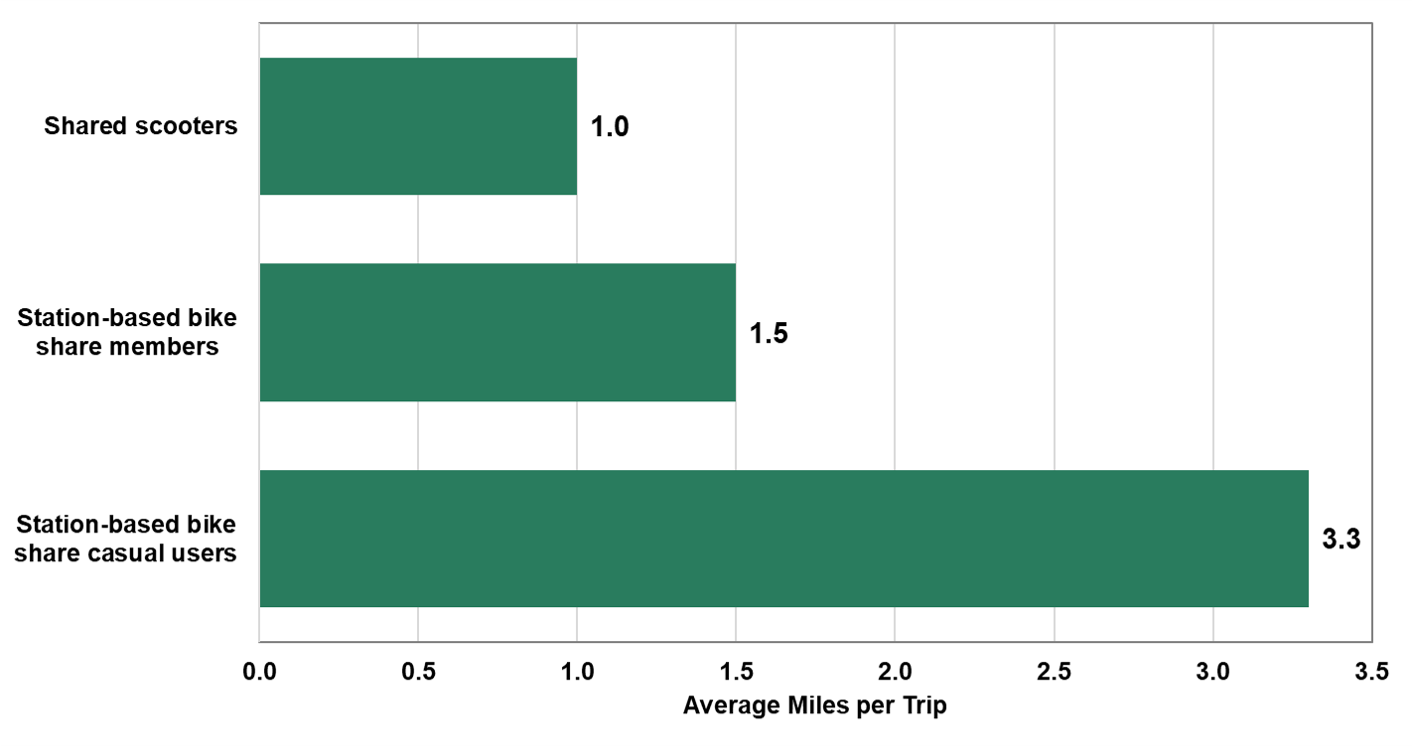 Shared scooters
1.0
Station-based bike
share members
1.5
Station-based bike
share casual users
3.3
0.0 0.5 1.0 1.5 2.0 2.5 3.0 3.5
Average Miles per Trip